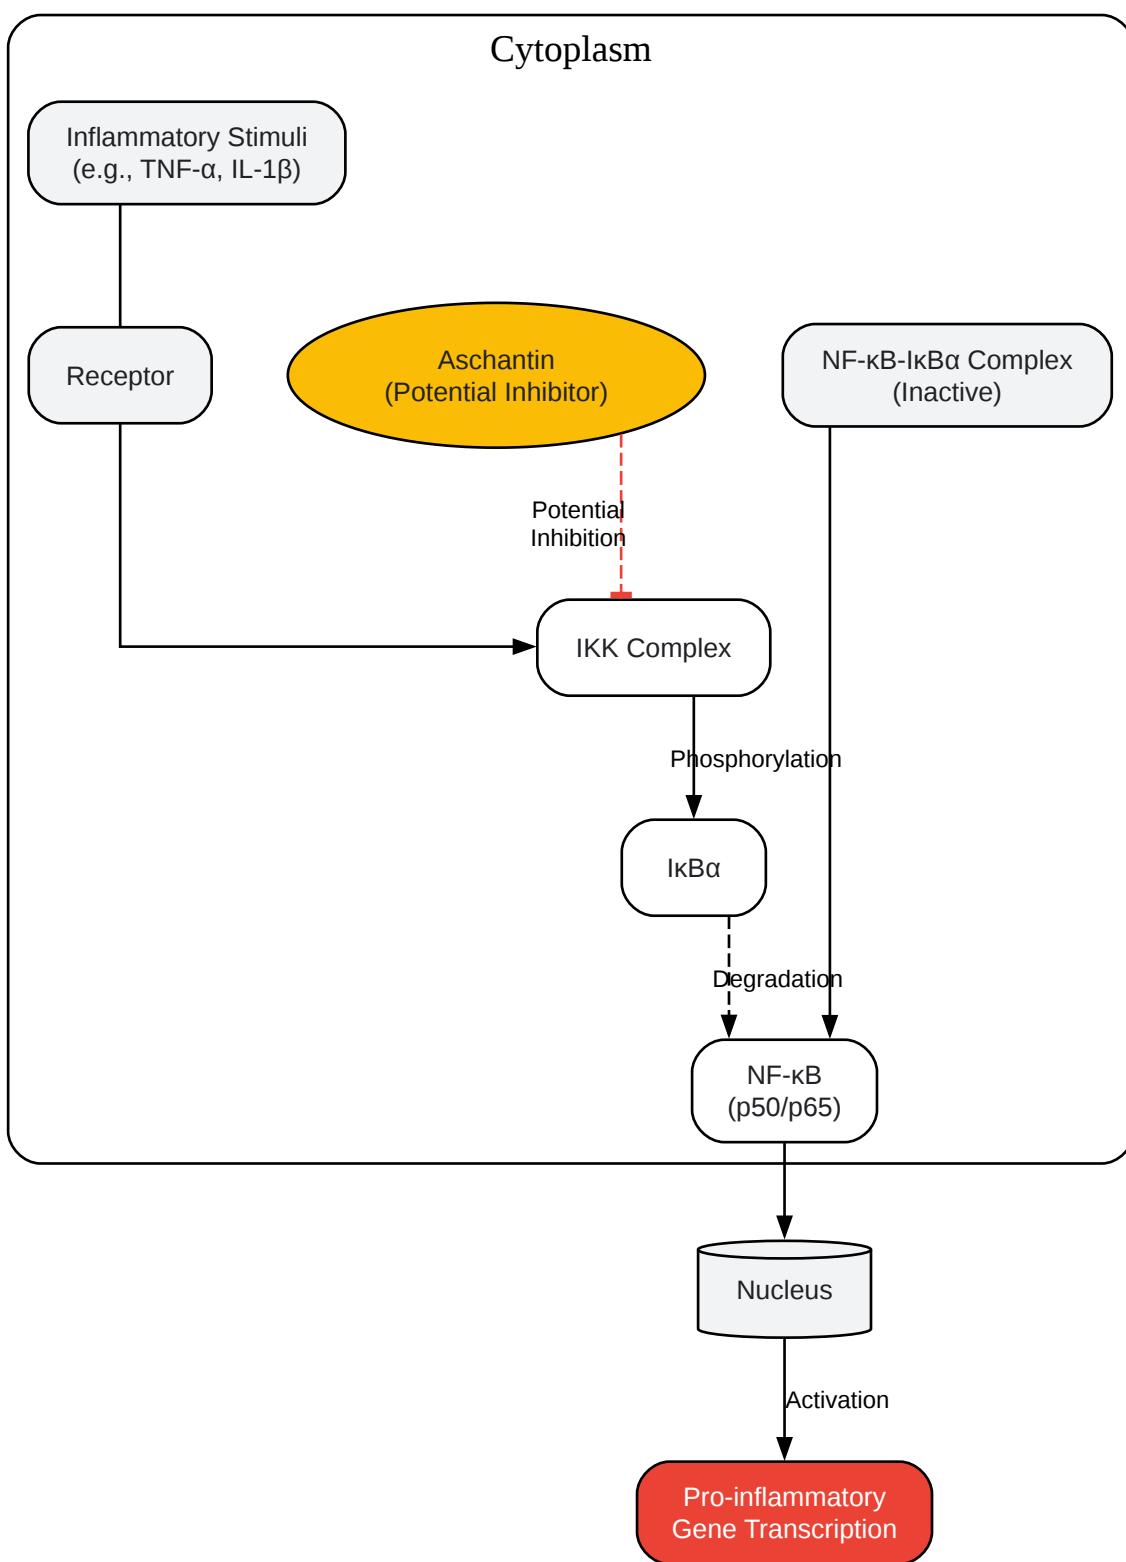 Cytoplasm
Inflammatory Stimuli
(e.g., TNF-α, IL-1β)
Receptor
Aschantin
(Potential Inhibitor)
NF-κB-IκBα Complex
(Inactive)
Potential
Inhibition
IKK Complex
Phosphorylation
IκBα
Degradation
NF-κB
(p50/p65)
Nucleus
Activation
Pro-inflammatory
Gene Transcription